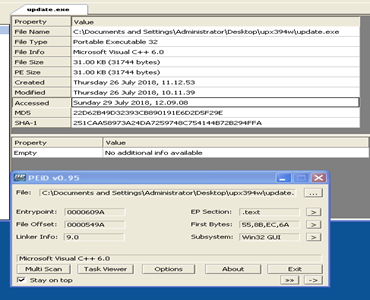 update.exe
Property Value
File Name C:\Documents and Settings\Administrator\Desktop\upx394w\update.exe
File Type Portable Executable 32
File Info Microsoft Visual C++ 6.0
File Size 31.00 KB (31744 bytes)
PE Size 31.00 KB (31744 bytes)
Created Thursday 26 July 2018, 11.12.53
Modified Thursday 26 July 2018, 10.11.39
Accessed Sunday 29 July 2018, 12.09.08
MD5 22D62B49D32393CB890191E6D2D5F29E
SHA-1 251CAA58973A24DA7259748C754144B72B294FFA
Property Value
Empty No additional info available
PEiD v0.95
File: C:\Documents and Settings\Administrator\Desktop\upx394w\update. ...
Entrypoint: 0000609A EP Section: .text >
File Offset: 0000549A First Bytes: 55,8B,EC,6A >
Linker Info: 9.0 Subsystem: Win32 GUI >
Microsoft Visual C++ 6.0
Multi Scan Task Viewer Options About Exit
Stay on top >> ->